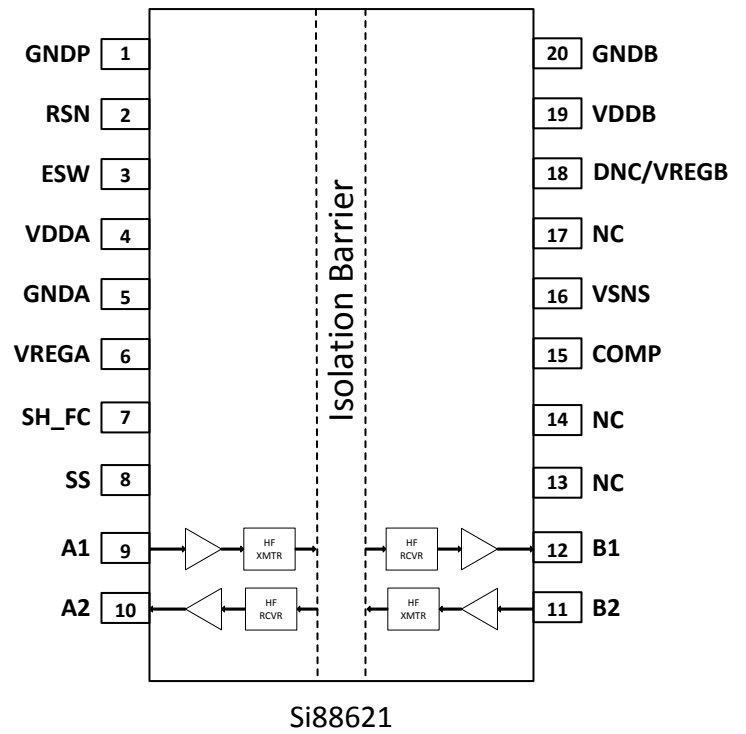 GNDP 1
RSN 2
ESW 3
VDDA 4
GNDA 5
VREGA 6
SH_FC 7
SS 8
A1 9
A2 10
HF
XMTR
HF
RCVR
Isolation Barrier
HF
RCVR
HF
XMTR
20 GNDB
19 VDDB
18 DNC/VREGB
17 NC
16 VSNS
15 COMP
14 NC
13 NC
12 B1
11 B2
Si88621